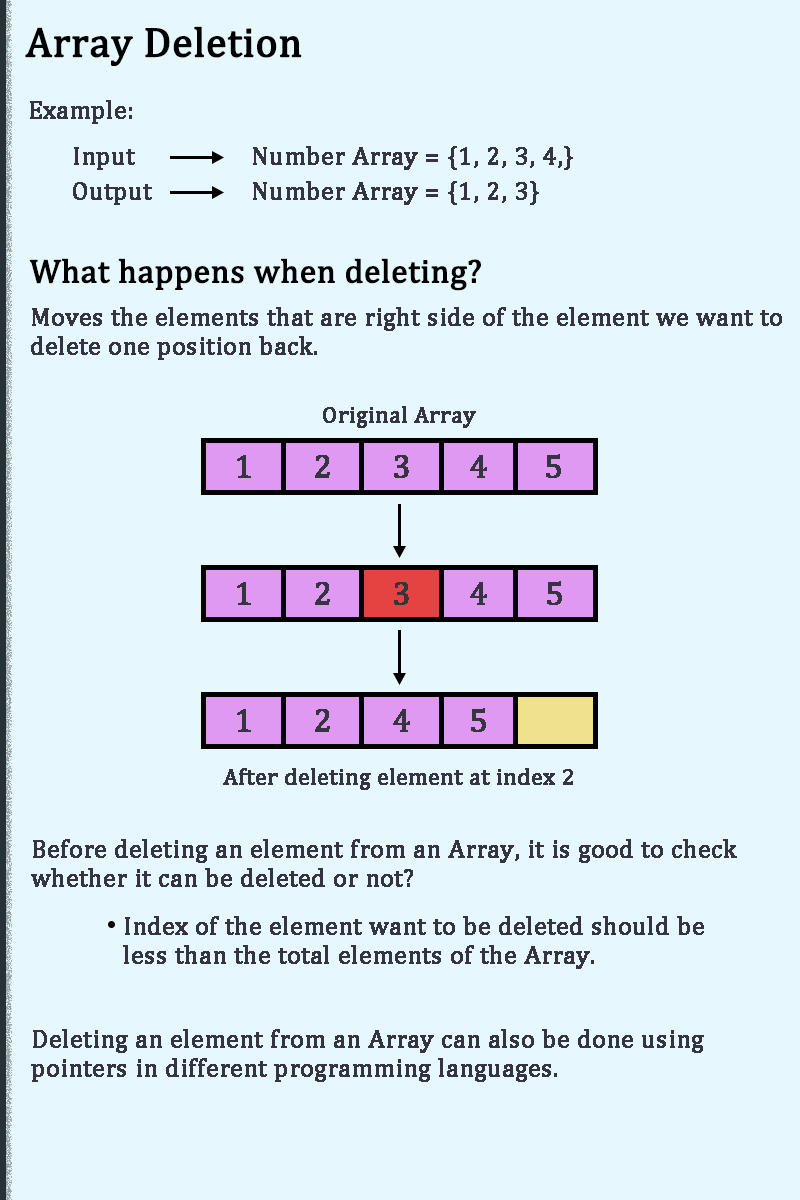 Array Deletion
Example:
Input → Number Array = {1, 2, 3, 4,}
Output → Number Array = {1, 2, 3}
What happens when deleting?
Moves the elements that are right side of the element we want to
delete one position back.
Original Array
1 2 3 4 5
1 2 3 4 5
1 2 4 5
After deleting element at index 2
Before deleting an element from an Array, it is good to check
whether it can be deleted or not?
• Index of the element want to be deleted should be
less than the total elements of the Array.
Deleting an element from an Array can also be done using
pointers in different programming languages.